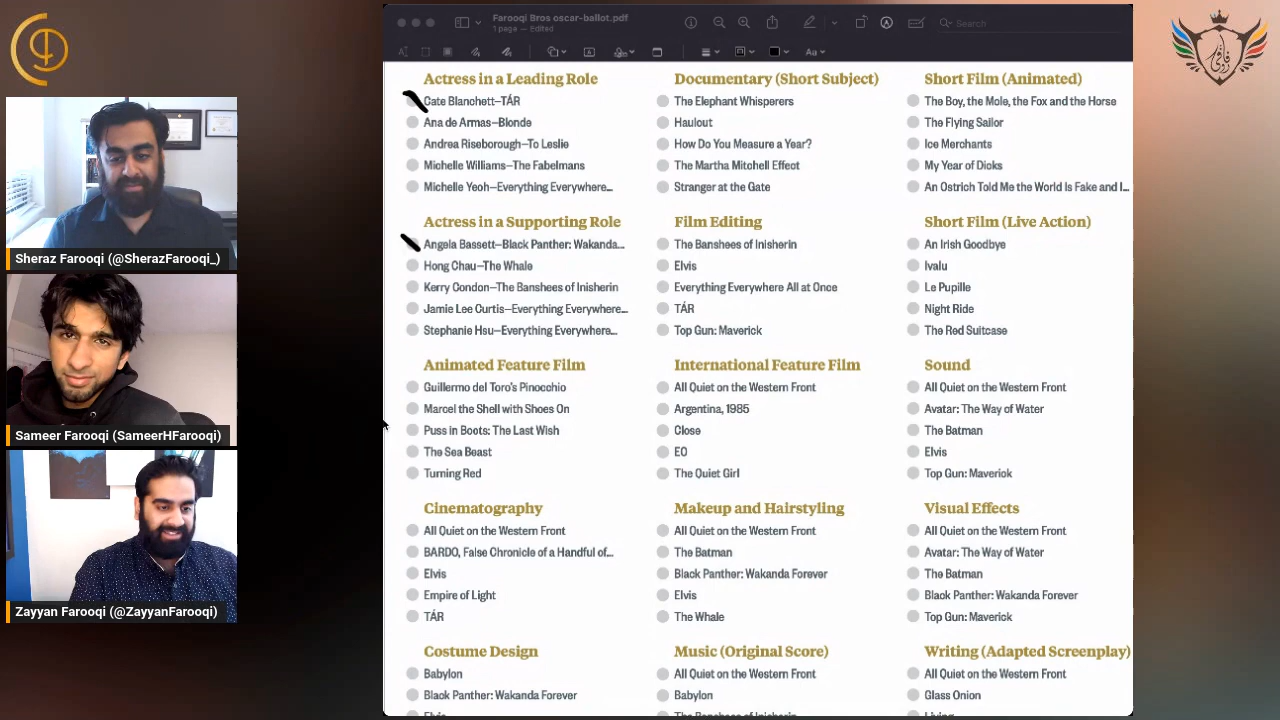 Farooqi Bros oscar-ballot.pdf
1 page — Edited
Search
Aa
Actress in a Leading Role
Cate Blanchett—TÁR
Ana de Armas—Blonde
Andrea Riseborough—To Leslie
Michelle Williams—The Fabelmans
Michelle Yeoh—Everything Everywhere...
Actress in a Supporting Role
Angela Bassett—Black Panther: Wakanda...
Hong Chau—The Whale
Kerry Condon—The Banshees of Inisherin
Jamie Lee Curtis—Everything Everywhere...
Stephanie Hsu—Everything Everywhere...
Animated Feature Film
Guillermo del Toro's Pinocchio
Marcel the Shell with Shoes On
Puss in Boots: The Last Wish
The Sea Beast
Turning Red
Cinematography
All Quiet on the Western Front
BARDO, False Chronicle of a Handful of...
Elvis
Empire of Light
TÁR
Costume Design
Babylon
Black Panther: Wakanda Forever
Elvis
Documentary (Short Subject)
The Elephant Whisperers
Haulout
How Do You Measure a Year?
The Martha Mitchell Effect
Stranger at the Gate
Film Editing
The Banshees of Inisherin
Elvis
Everything Everywhere All at Once
TÁR
Top Gun: Maverick
International Feature Film
All Quiet on the Western Front
Argentina, 1985
Close
EO
The Quiet Girl
Makeup and Hairstyling
All Quiet on the Western Front
The Batman
Black Panther: Wakanda Forever
Elvis
The Whale
Music (Original Score)
All Quiet on the Western Front
Babylon
The Banshees of Inisherin
Short Film (Animated)
The Boy, the Mole, the Fox and the Horse
The Flying Sailor
Ice Merchants
My Year of Dicks
An Ostrich Told Me the World Is Fake and I...
Short Film (Live Action)
An Irish Goodbye
Ivalu
Le Pupille
Night Ride
The Red Suitcase
Sound
All Quiet on the Western Front
Avatar: The Way of Water
The Batman
Elvis
Top Gun: Maverick
Visual Effects
All Quiet on the Western Front
Avatar: The Way of Water
The Batman
Black Panther: Wakanda Forever
Top Gun: Maverick
Writing (Adapted Screenplay)
All Quiet on the Western Front
Glass Onion
Living
Sheraz Farooqi (@SherazFarooqi_)
Sameer Farooqi (SameerHFarooqi)
Zayyan Farooqi (@ZayyanFarooqi)